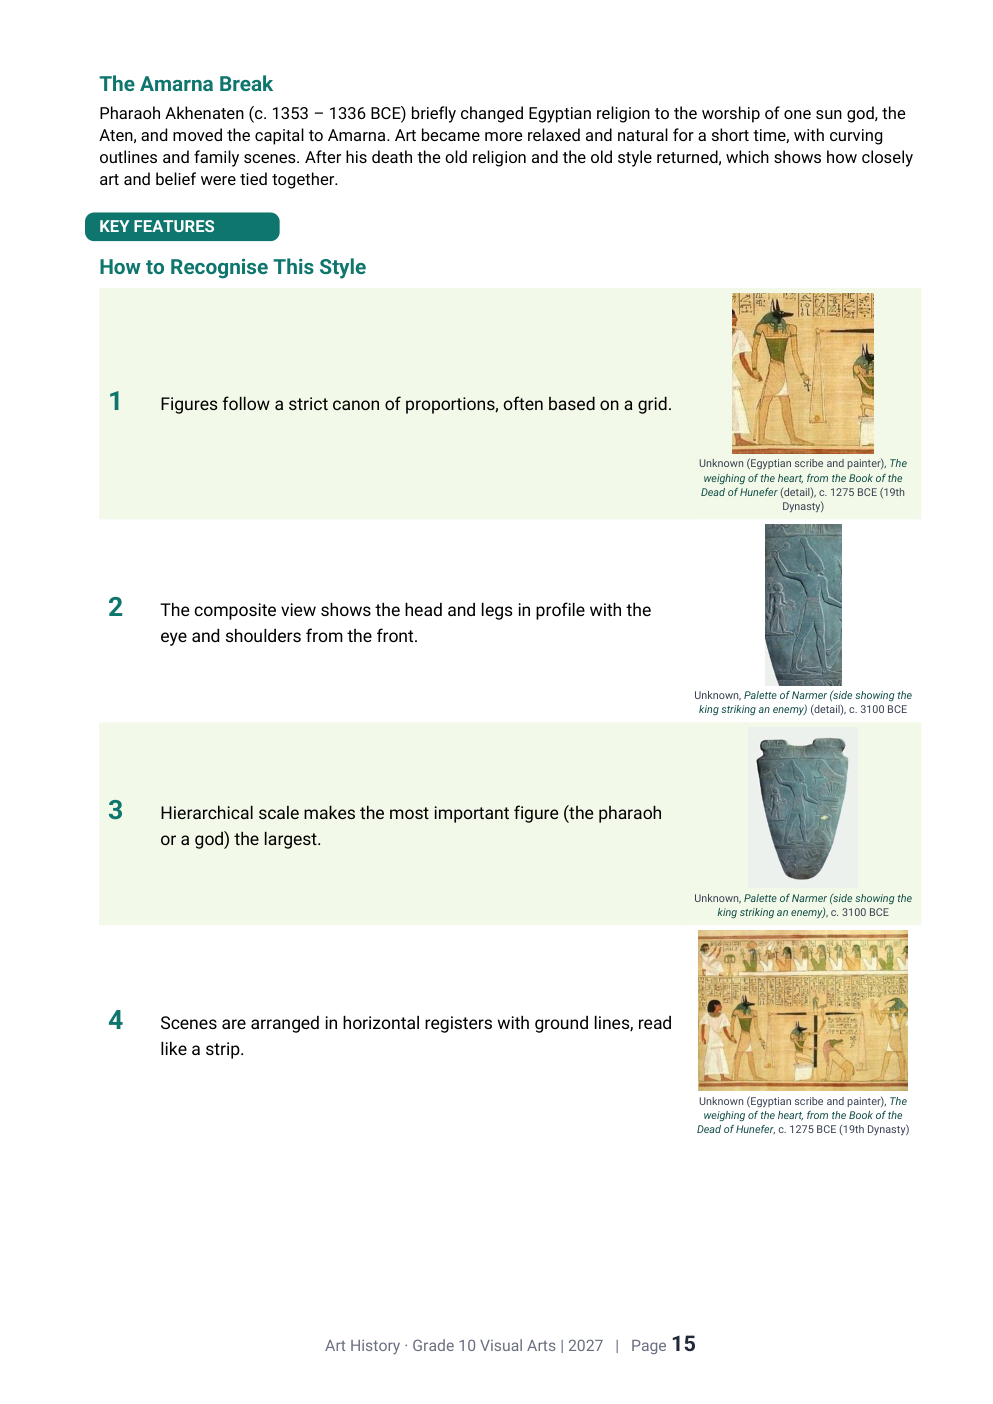 The Amarna Break
Pharaoh Akhenaten (c. 1353 – 1336 BCE) briefly changed Egyptian religion to the worship of one sun god, the
Aten, and moved the capital to Amarna. Art became more relaxed and natural for a short time, with curving
outlines and family scenes. After his death the old religion and the old style returned, which shows how closely
art and belief were tied together.
KEY FEATURES
How to Recognise This Style
1
Figures follow a strict canon of proportions, often based on a grid.
Unknown (Egyptian scribe and painter), The
weighing of the heart, from the Book of the
Dead of Hunefer (detail), c. 1275 BCE (19th
Dynasty)
2
The composite view shows the head and legs in profile with the
eye and shoulders from the front.
Unknown, Palette of Narmer (side showing the
king striking an enemy) (detail), c. 3100 BCE
3
Hierarchical scale makes the most important figure (the pharaoh
or a god) the largest.
Unknown, Palette of Narmer (side showing the
king striking an enemy), c. 3100 BCE
4
Scenes are arranged in horizontal registers with ground lines, read
like a strip.
Unknown (Egyptian scribe and painter), The
weighing of the heart, from the Book of the
Dead of Hunefer, c. 1275 BCE (19th Dynasty)
Art History · Grade 10 Visual Arts | 2027 | Page 15